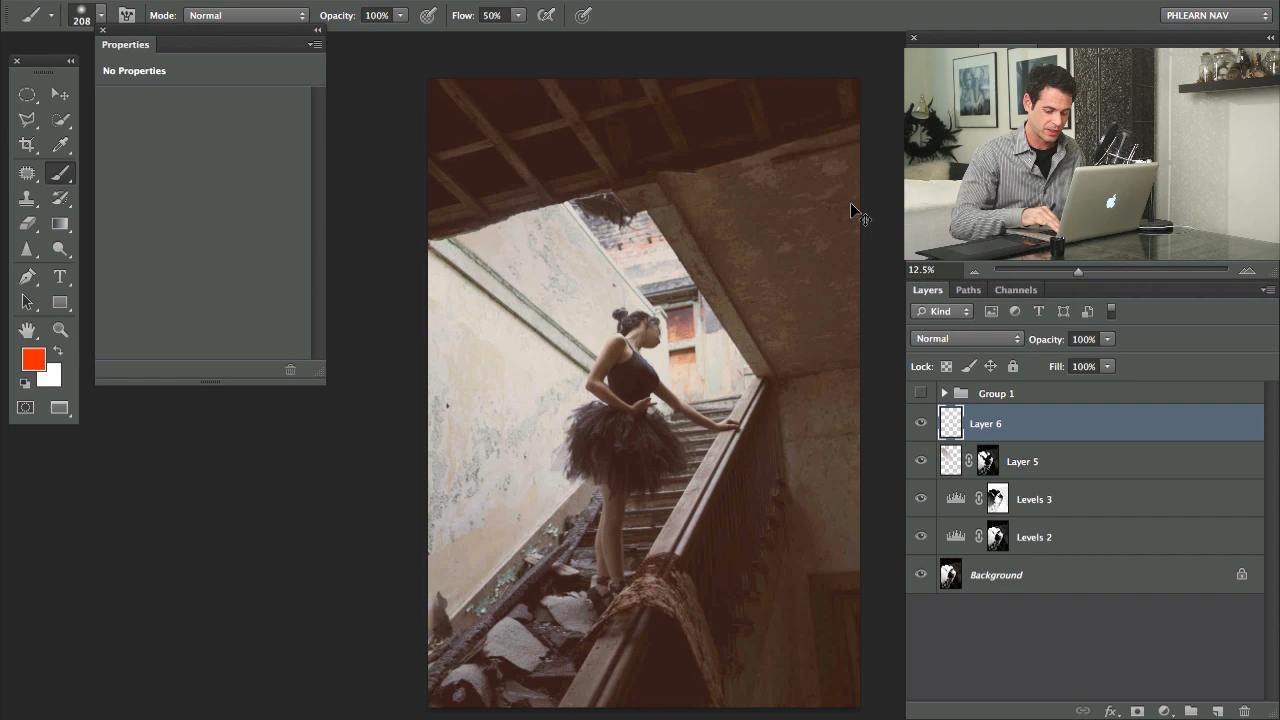 208
Mode: Normal
Opacity: 100%
Flow: 50%
PHLEARN NAV
Properties
No Properties
12.5%
Layers
Paths
Channels
Kind
T
Normal
Opacity: 100%
Lock:
Fill: 100%
Group 1
Layer 6
Layer 5
Levels 3
Levels 2
Background
T
fx